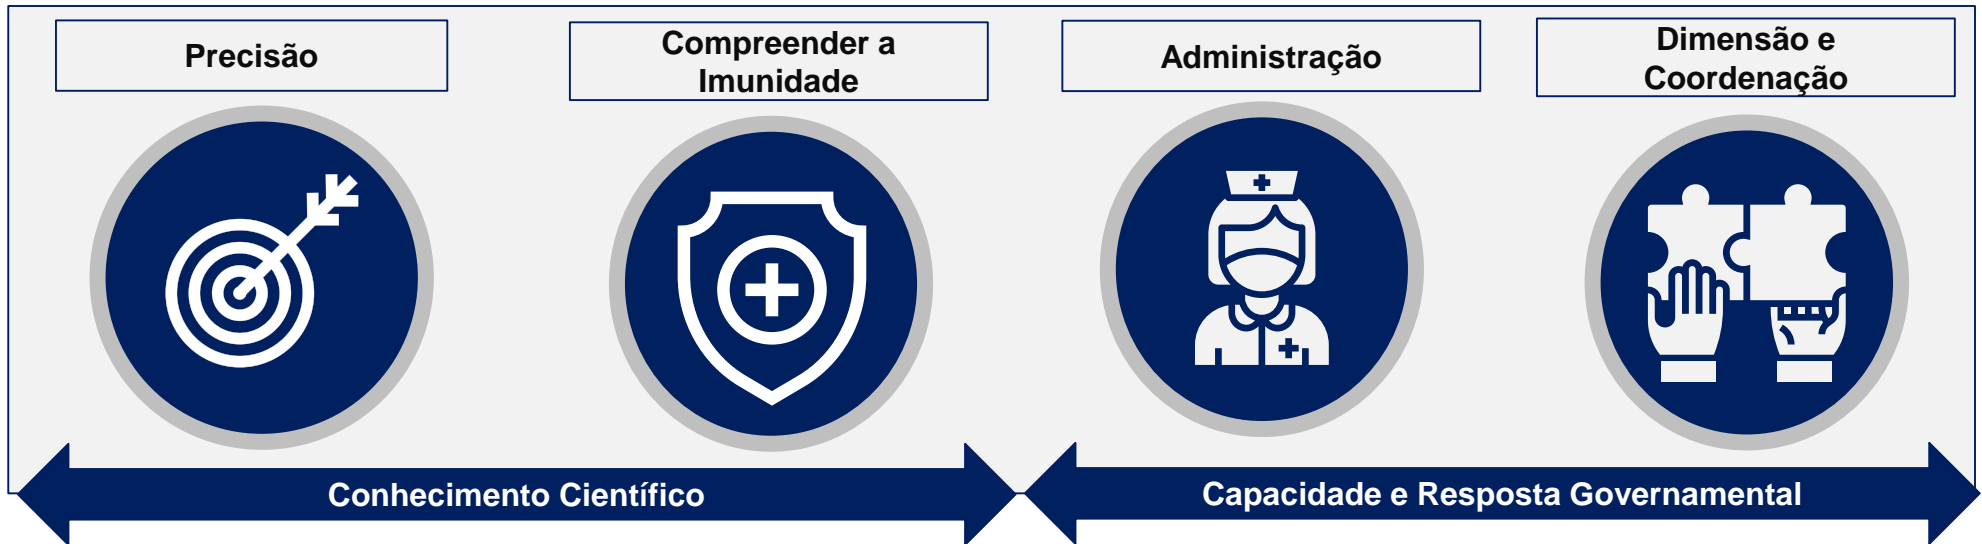 Precisão
Compreender a
Imunidade
Administração
Dimensão e
Coordenação
Conhecimento Científico
Capacidade e Resposta Governamental